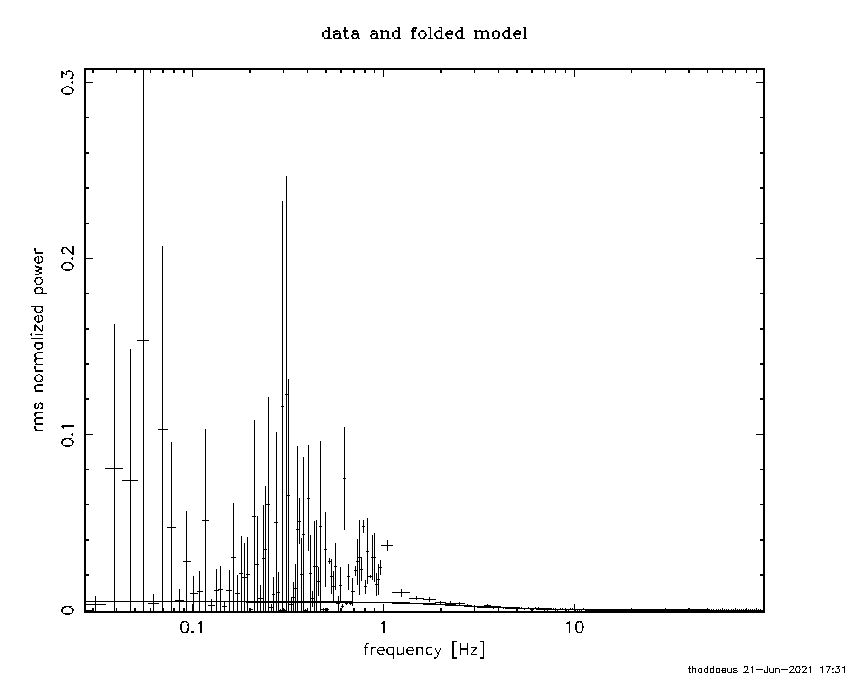 data and folded model
0.3
0.2
0.1
0
rms normalized power
0.1 1 10
frequency [Hz]
thaddaeus 21-Jun-2021 17:31